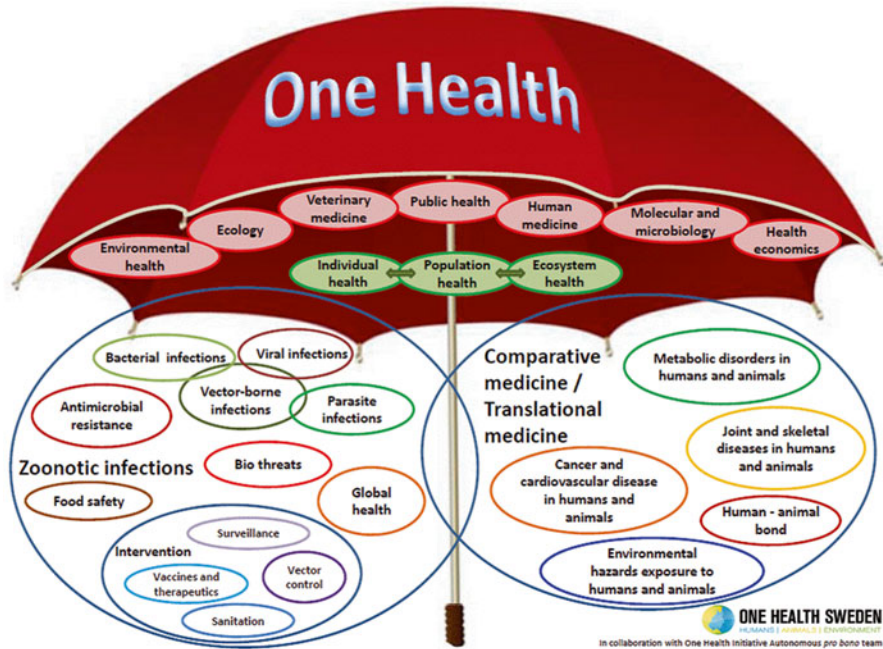 One Health
Environmental
health
Ecology
Veterinary
medicine
Public health
Human
medicine
Molecular and
microbiology
Health
economics
Individual
health
Population
health
Ecosystem
health
Bacterial infections
Viral infections
Vector-borne
infections
Parasite
infections
Antimicrobial
resistance
Zoonotic infections
Bio threats
Food safety
Global
health
Surveillance
Intervention
Vaccines and
therapeutics
Vector
control
Sanitation
Comparative
medicine /
Translational
medicine
Metabolic disorders in
humans and animals
Joint and skeletal
diseases in humans
and animals
Cancer and
cardiovascular disease
in humans and
animals
Human - animal
bond
Environmental
hazards exposure to
humans and animals
ONE HEALTH SWEDEN
HUMANS | ANIMALS | ENVIRONMENT
In collaboration with One Health Initiative Autonomous pro bono team